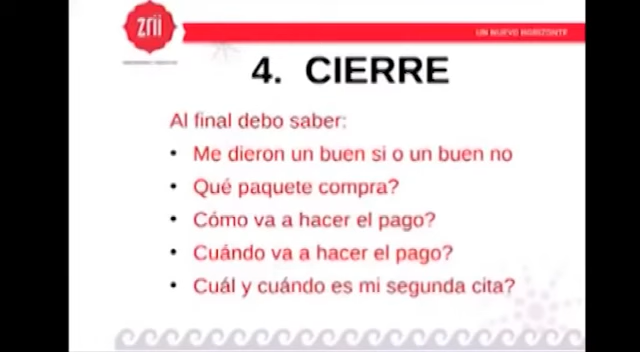 zrii
UN NUEVO HORIZONTE
4. CIERRE
Al final debo saber:
• Me dieron un buen si o un buen no
• Qué paquete compra?
• Cómo va a hacer el pago?
• Cuándo va a hacer el pago?
• Cuál y cuándo es mi segunda cita?